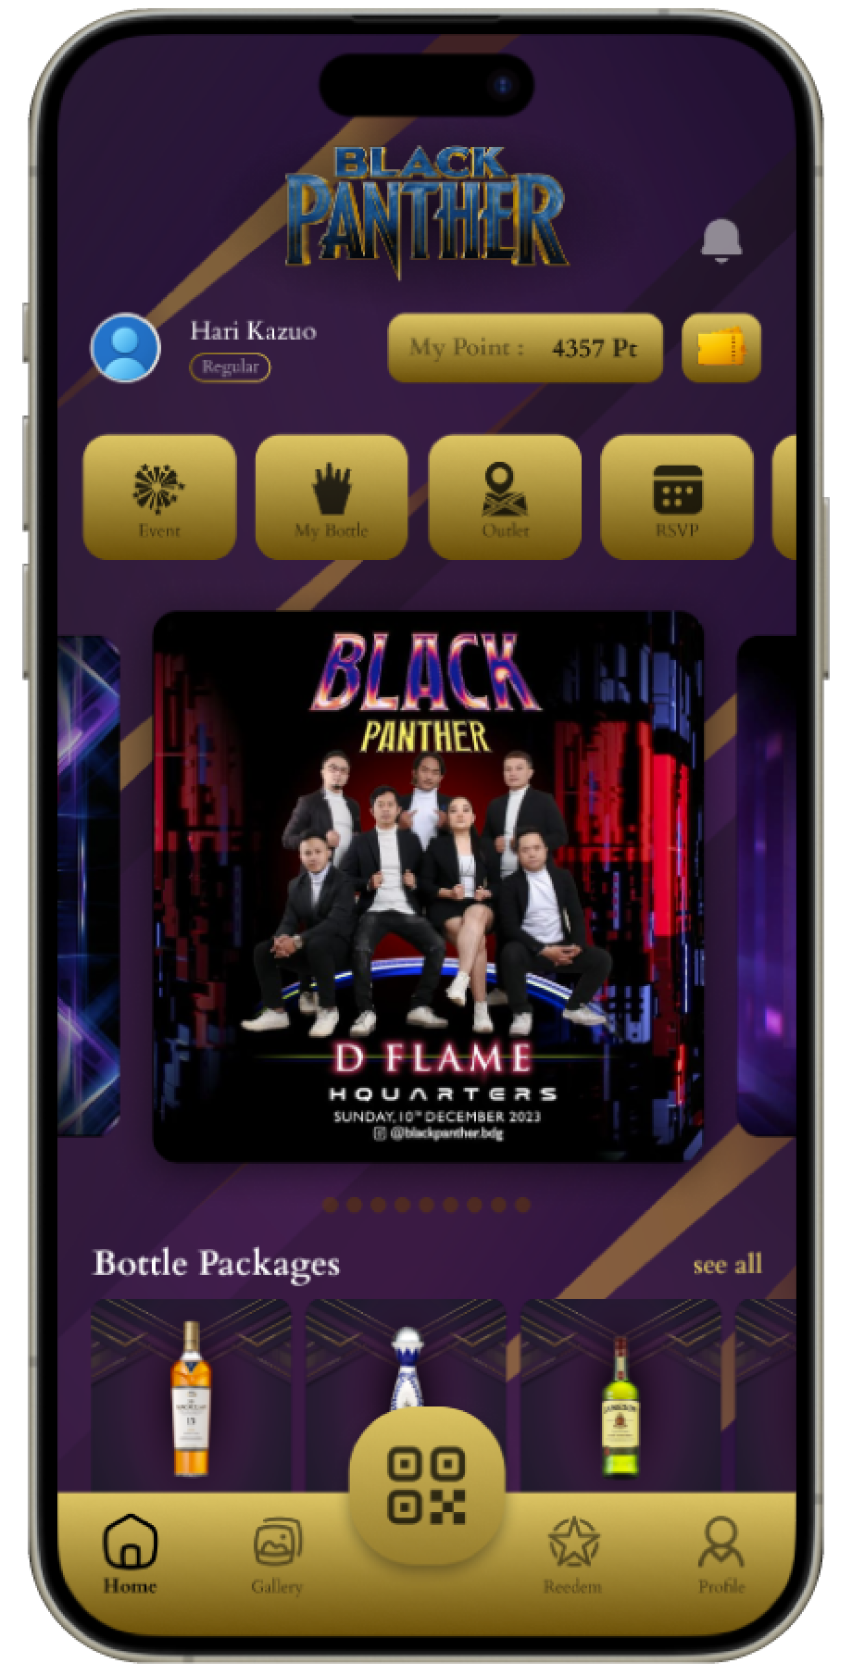 BLACK
PANTHER
Hari Kazuo
Regular
My Point : 4357 Pt
Event
My Bottle
Outlet
RSVP
BLACK
PANTHER
D FLAME
HQUARTERS
SUNDAY, 10TH DECEMBER 2023
@blackpanther.bdg
Bottle Packages
see all
JAMESON
Home
Gallery
Reedem
Profile